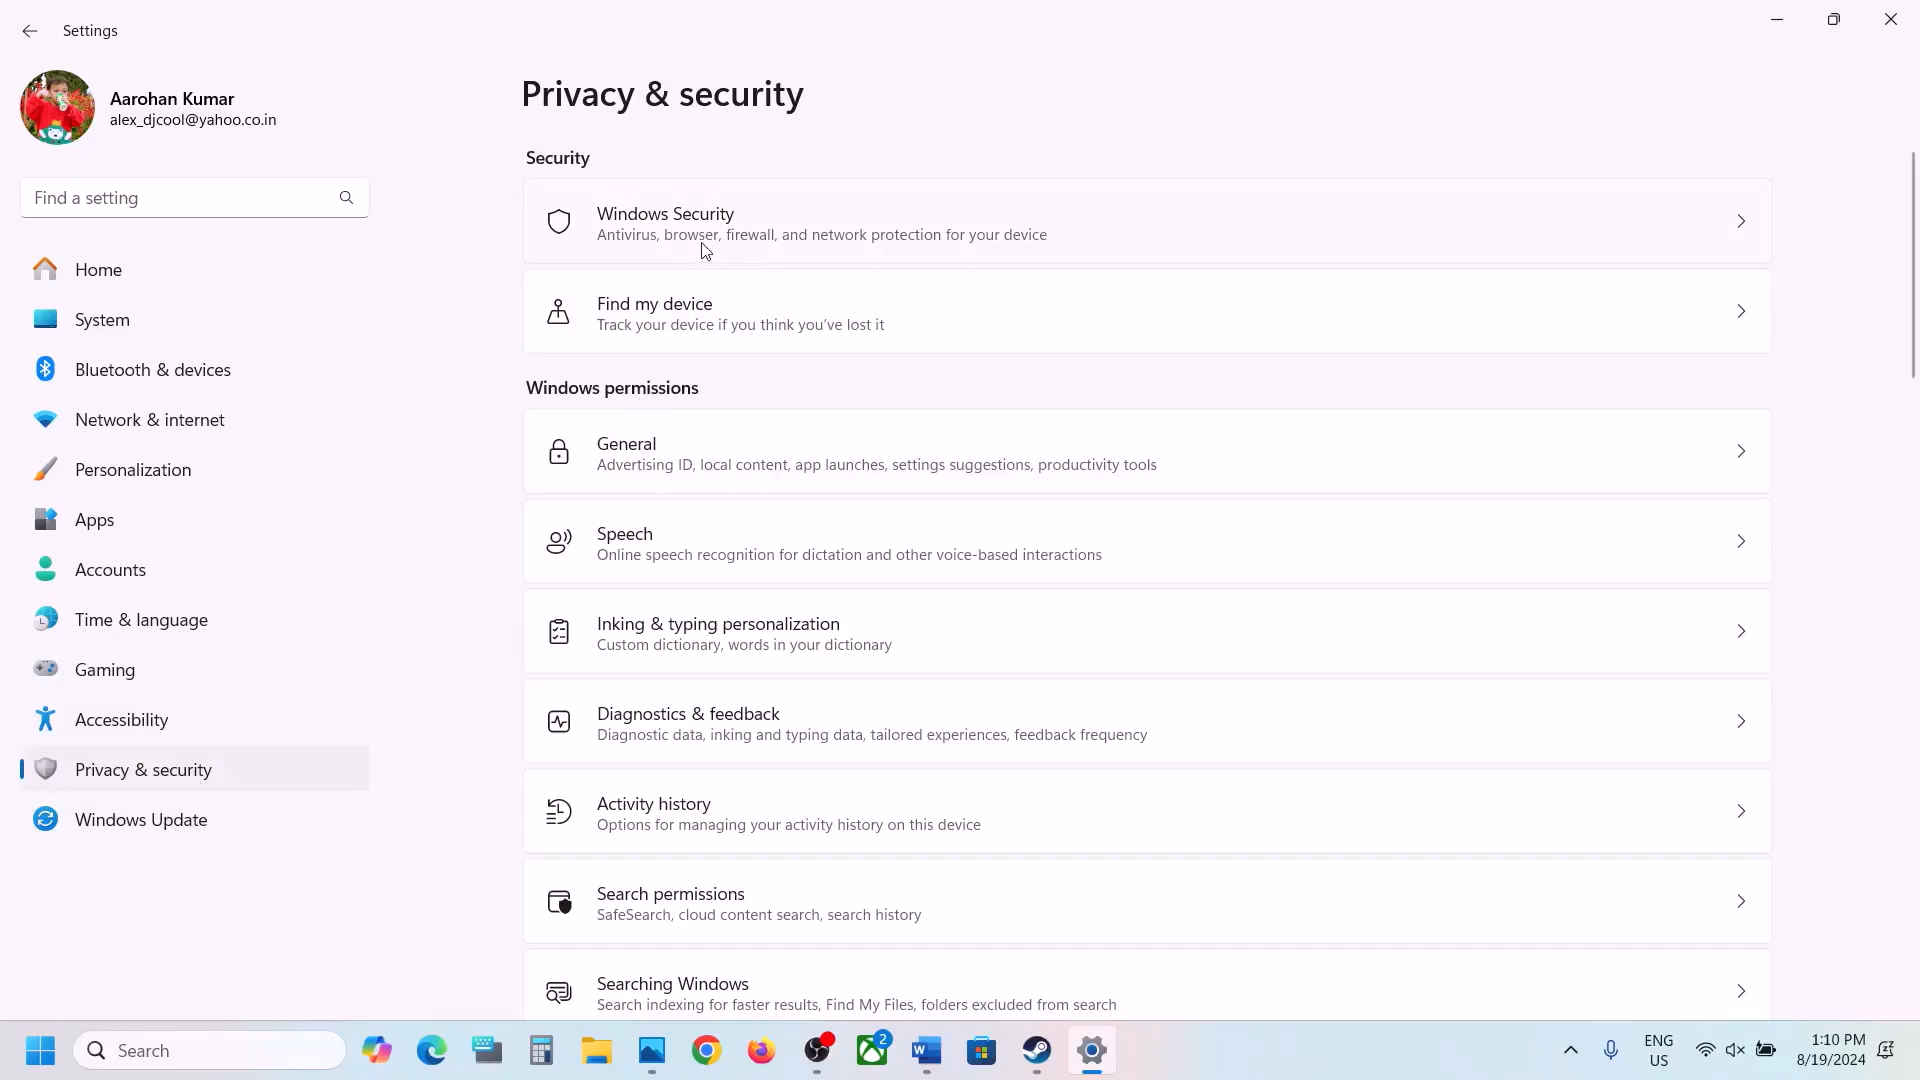 Settings
Aarohan Kumar
alex_djcool@yahoo.co.in
Find a setting
Home
System
Bluetooth & devices
Network & internet
Personalization
Apps
Accounts
Time & language
Gaming
Accessibility
Privacy & security
Windows Update
Privacy & security
Security
Windows Security
Antivirus, browser, firewall, and network protection for your device
Find my device
Track your device if you think you've lost it
Windows permissions
General
Advertising ID, local content, app launches, settings suggestions, productivity tools
Speech
Online speech recognition for dictation and other voice-based interactions
Inking & typing personalization
Custom dictionary, words in your dictionary
Diagnostics & feedback
Diagnostic data, inking and typing data, tailored experiences, feedback frequency
Activity history
Options for managing your activity history on this device
Search permissions
SafeSearch, cloud content search, search history
Searching Windows
Search indexing for faster results, Find My Files, folders excluded from search
Search
2
ENG
US
1:10 PM
8/19/2024